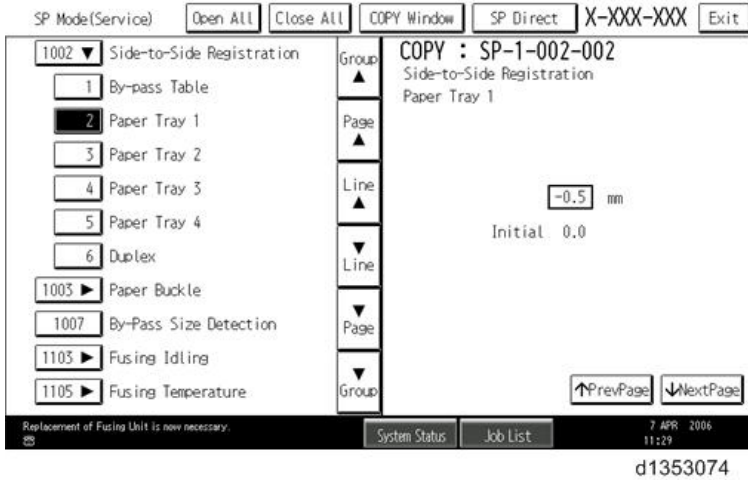 SP Mode(Service) Open All Close All COPY Window SP Direct X-XXX-XXX Exit
1002 ▼ Side-to-Side Registration
1 By-pass Table
2 Paper Tray 1
3 Paper Tray 2
4 Paper Tray 3
5 Paper Tray 4
6 Duplex
1003 ► Paper Buckle
1007 By-Pass Size Detection
1103 ► Fusing Idling
1105 ► Fusing Temperature
Group
▲
Page
▲
Line
▲
▼
Line
▼
Page
▼
Group
COPY : SP-1-002-002
Side-to-Side Registration
Paper Tray 1
-0.5 mm
Initial 0.0
↑PrevPage ↓NextPage
Replacement of Fusing Unit is now necessary.
System Status Job List
7 APR 2006
11:29
d1353074